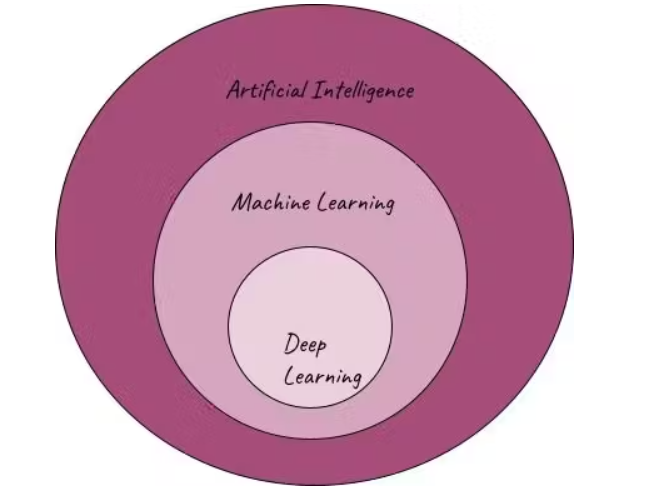 Artificial Intelligence
Machine Learning
Deep
Learning